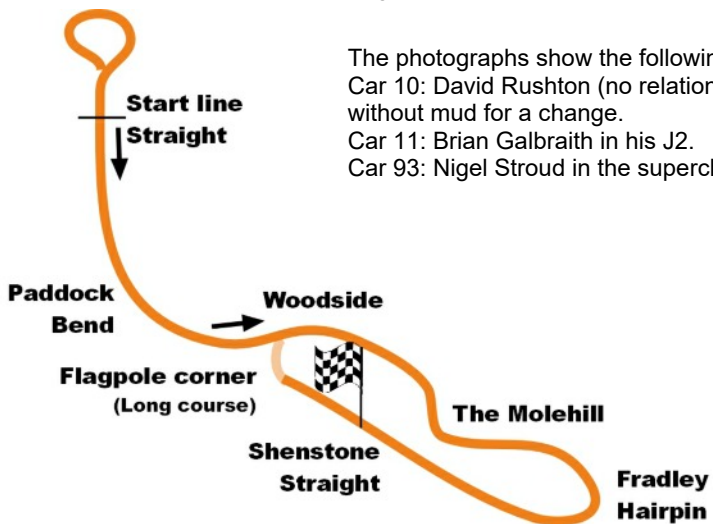 The photographs show the following
Car 10: David Rushton (no relation
without mud for a change.
Car 11: Brian Galbraith in his J2.
Car 93: Nigel Stroud in the
Start line
Straight
Paddock
Bend
Woodside
Flagpole corner
(Long course)
The Molehill
Shenstone
Straight
Fradley
Hairpin